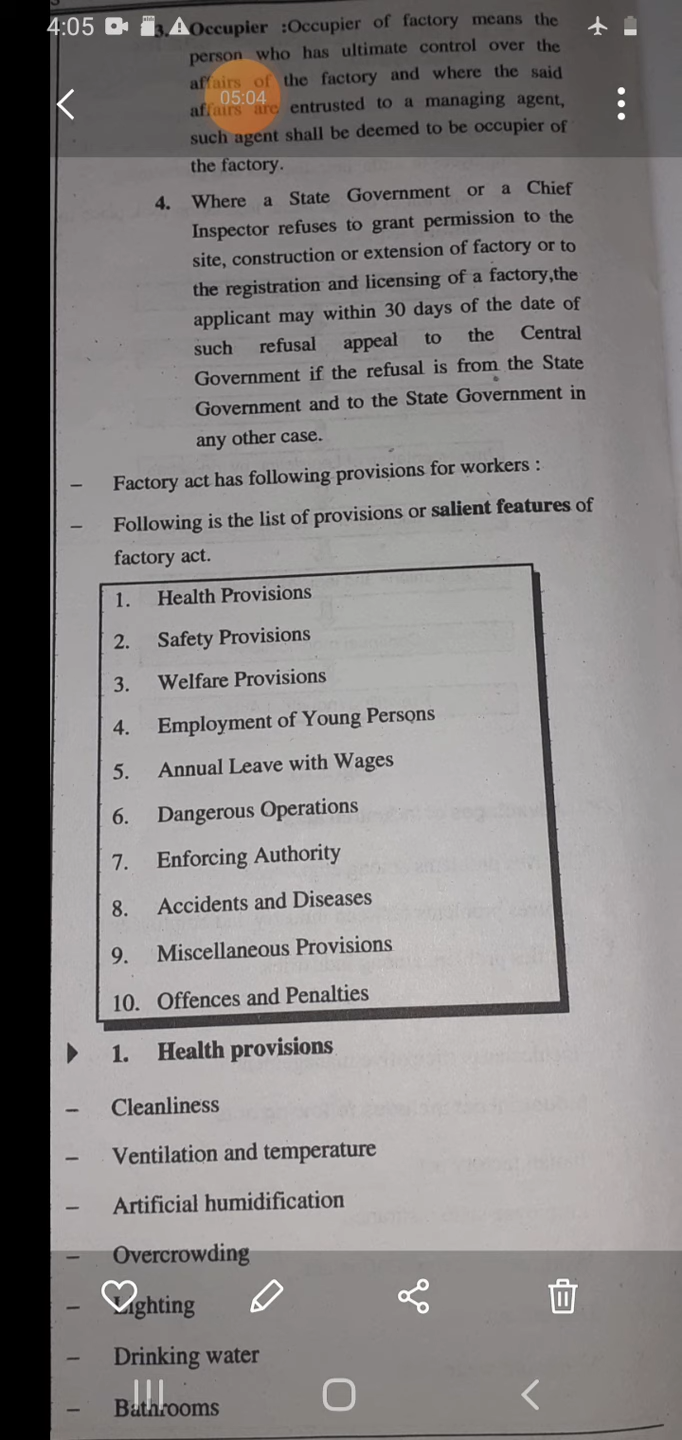 4:05
3. Occupier :Occupier of factory means the
person who has ultimate control over the
affairs of the factory and where the said
05:04
affairs are entrusted to a managing agent,
such agent shall be deemed to be occupier of
the factory.
4. Where a State Government or a Chief
Inspector refuses to grant permission to the
site, construction or extension of factory or to
the registration and licensing of a factory,the
applicant may within 30 days of the date of
such refusal appeal to the Central
Government if the refusal is from the State
Government and to the State Government in
any other case.
– Factory act has following provisions for workers :
– Following is the list of provisions or salient features of
factory act.
1. Health Provisions
2. Safety Provisions
3. Welfare Provisions
4. Employment of Young Persons
5. Annual Leave with Wages
6. Dangerous Operations
7. Enforcing Authority
8. Accidents and Diseases
9. Miscellaneous Provisions
10. Offences and Penalties
1. Health provisions
– Cleanliness
– Ventilation and temperature
– Artificial humidification
– Overcrowding
– Lighting
– Drinking water
– Bathrooms